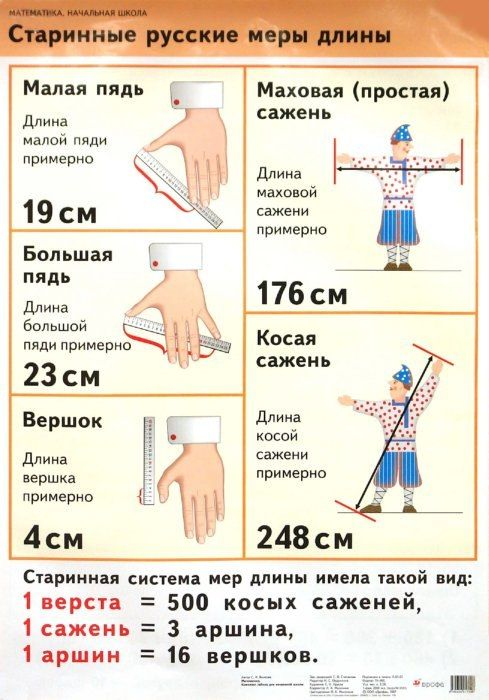 МАТЕМАТИКА. НАЧАЛЬНАЯ ШКОЛА
Старинные русские меры длины
Малая пядь
Длина
малой пяди
примерно
19 см
Большая
пядь
Длина
большой
пяди примерно
23 см
Вершок
Длина
вершка
примерно
4 см
Маховая (простая)
сажень
Длина
маховой
сажени
примерно
176 см
Косая
сажень
Длина
косой
сажени
примерно
248 см
Старинная система мер длины имела такой вид:
1 верста = 500 косых саженей,
1 сажень = 3 аршина,
1 аршин = 16 вершков.
дрофа